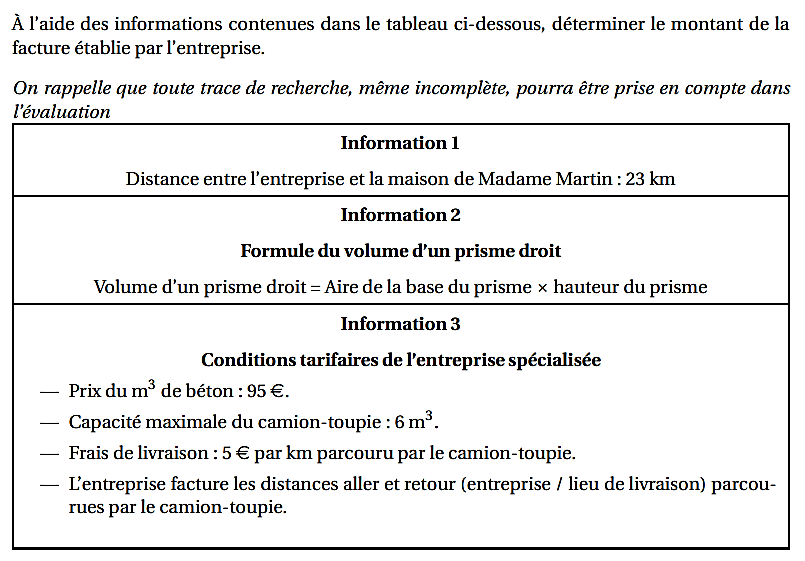 À l'aide des informations contenues dans le tableau ci-dessous, déterminer le montant de la
facture établie par l'entreprise.
On rappelle que toute trace de recherche, même incomplète, pourra être prise en compte dans
l'évaluation
Information 1
Distance entre l'entreprise et la maison de Madame Martin : 23 km
Information 2
Formule du volume d'un prisme droit
Volume d'un prisme droit = Aire de la base du prisme × hauteur du prisme
Information 3
Conditions tarifaires de l'entreprise spécialisée
— Prix du m³ de béton : 95 €.
— Capacité maximale du camion-toupie : 6 m³.
— Frais de livraison : 5 € par km parcouru par le camion-toupie.
— L'entreprise facture les distances aller et retour (entreprise / lieu de livraison) parcou-
rues par le camion-toupie.